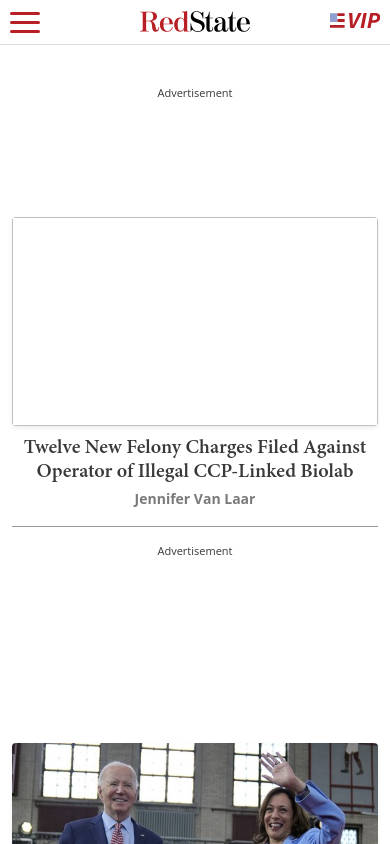 RedState
VIP
Advertisement
Twelve New Felony Charges Filed Against
Operator of Illegal CCP-Linked Biolab
Jennifer Van Laar
Advertisement